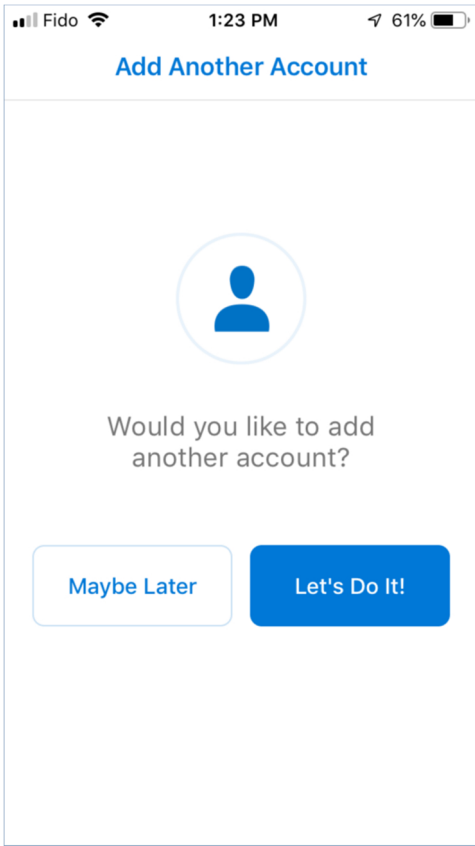 Fido 1:23 PM 61%
Add Another Account
Would you like to add
another account?
Maybe Later Let's Do It!